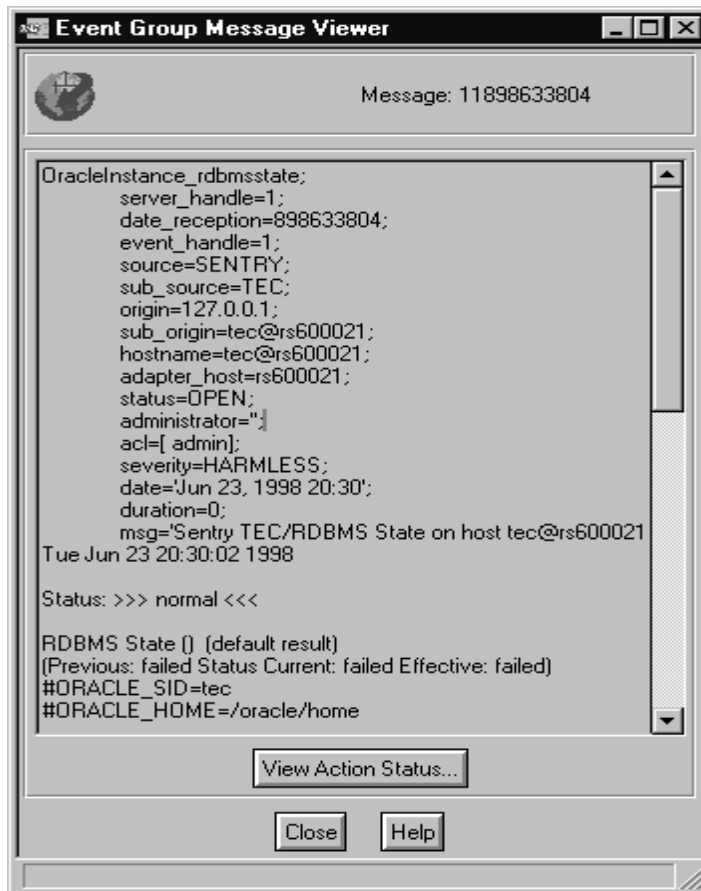 Event Group Message Viewer
Message: 11898633804
OracleInstance_rdbmsstate;
server_handle=1;
date_reception=898633804;
event_handle=1;
source=SENTRY;
sub_source=TEC;
origin=127.0.0.1;
sub_origin=tec@rs600021;
hostname=tec@rs600021;
adapter_host=rs600021;
status=OPEN;
administrator='';
acl=[ admin];
severity=HARMLESS;
date='Jun 23, 1998 20:30';
duration=0;
msg='Sentry TEC/RDBMS State on host tec@rs600021
Tue Jun 23 20:30:02 1998
Status: >>> normal <<<
RDBMS State ()  (default result)
(Previous: failed Status Current: failed Effective: failed)
#ORACLE_SID=tec
#ORACLE_HOME=/oracle/home
View Action Status...
Close Help